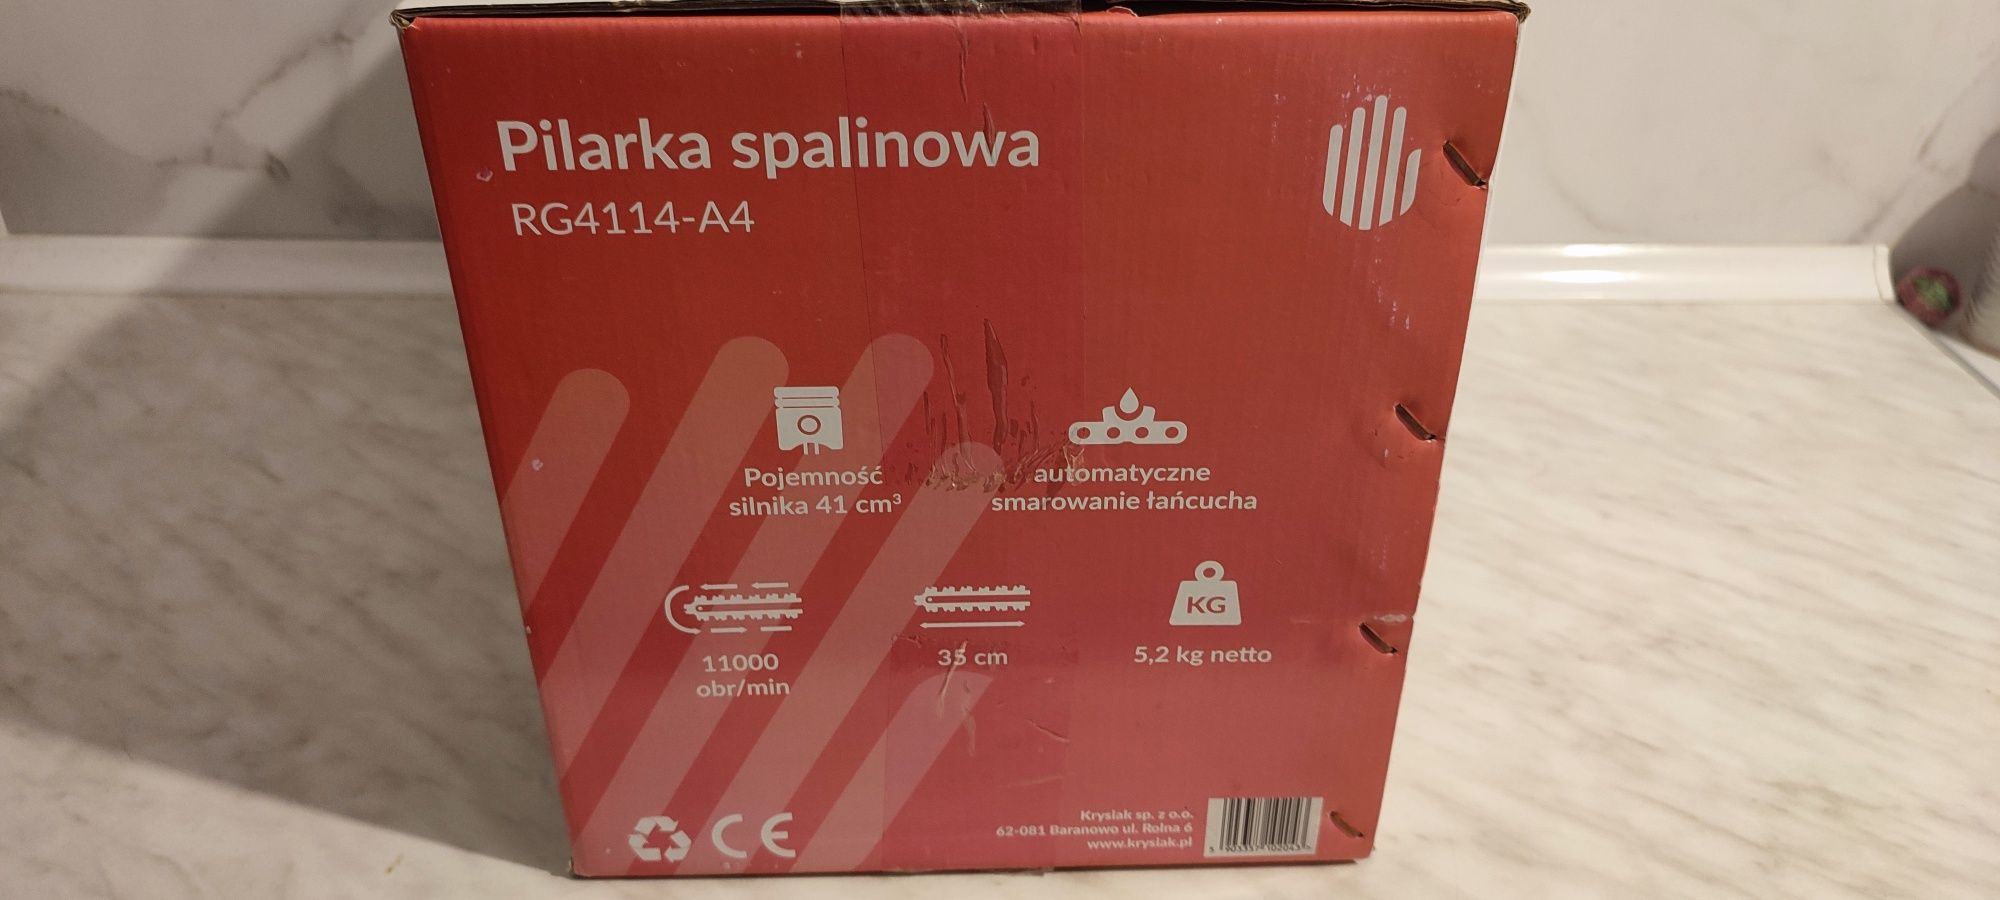 Pilarka spalinowa
RG4114-A4
Pojemność
silnika 41 cm³
automatyczne
smarowanie łańcucha
11000
obr/min
35 cm
KG
5,2 kg netto
CE
Krysiak sp. z o.o.
62-081 Baranowo ul. Rolna 6
www.krysiak.pl